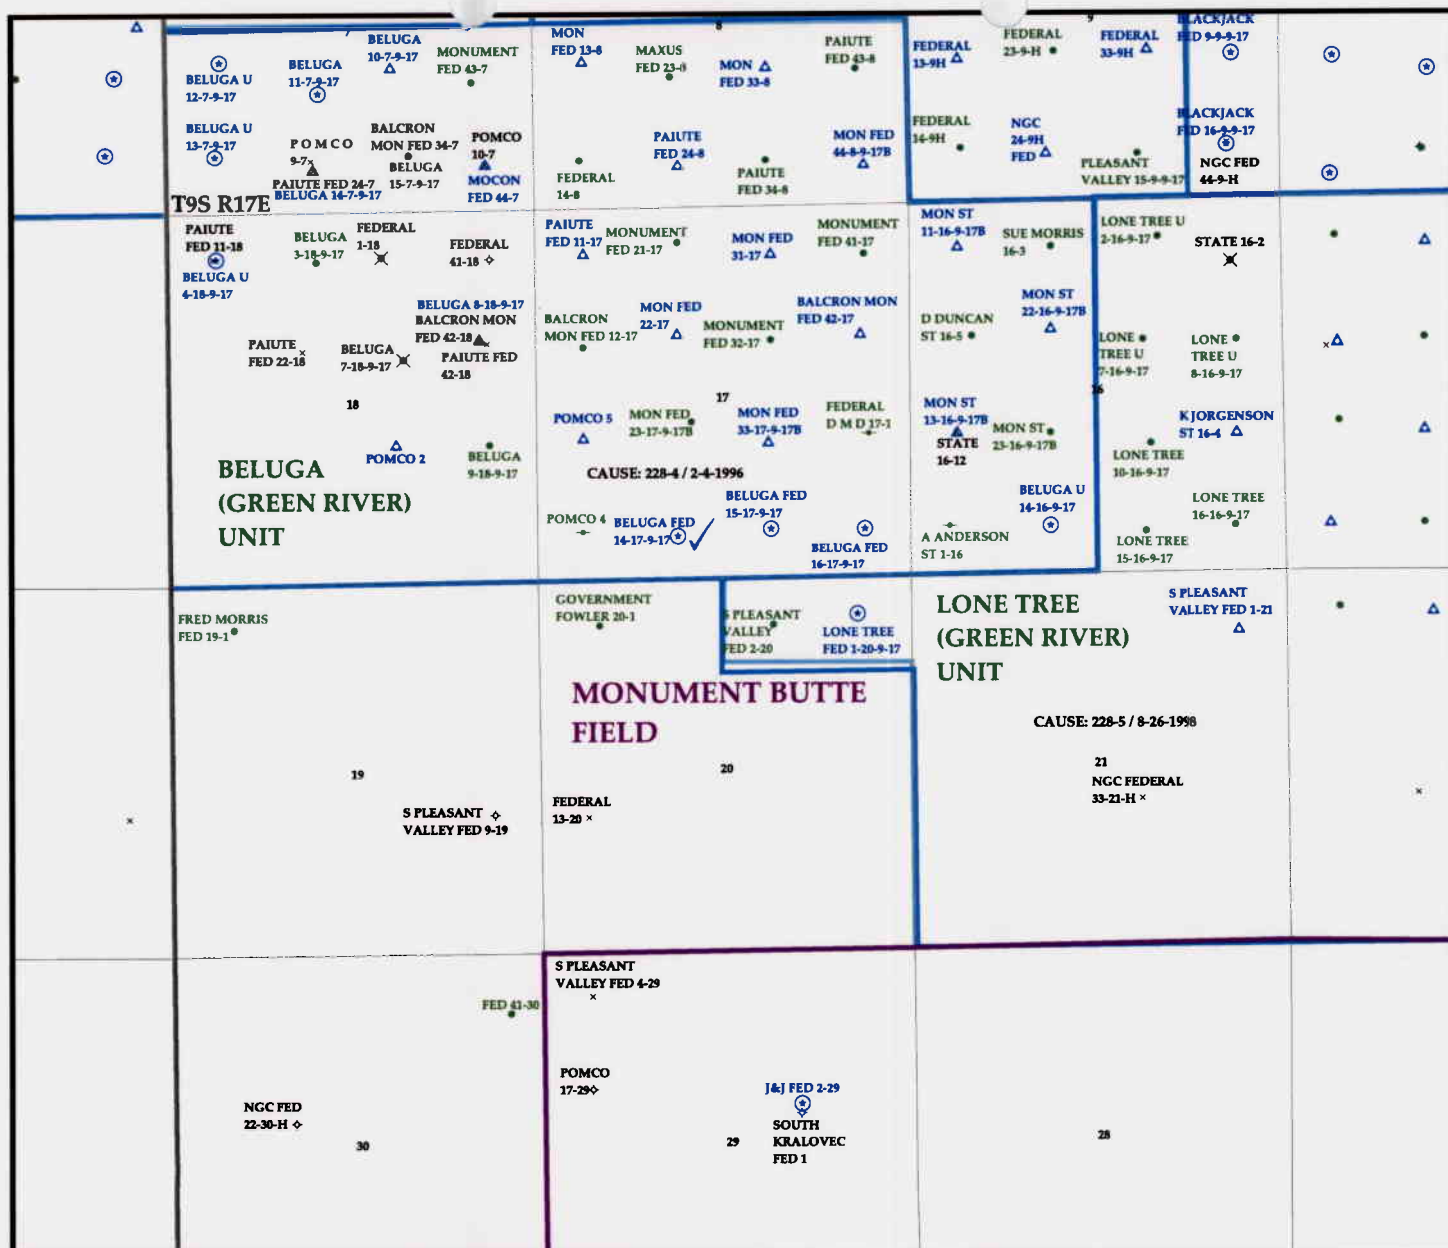 7
8
9
BELUGA U
12-7-9-17
BELUGA
11-7-9-17
BELUGA
10-7-9-17
MONUMENT
FED 43-7
MON
FED 13-8
MAXUS
FED 23-8
MON
FED 33-8
PAIUTE
FED 43-8
FEDERAL
13-9H
FEDERAL
23-9-H
FEDERAL
33-9H
BLACKJACK
FED 9-9-9-17
BELUGA U
13-7-9-17
POMCO
9-7
PAIUTE FED 24-7
BELUGA 14-7-9-17
BALCRON
MON FED 34-7
BELUGA
15-7-9-17
POMCO
10-7
MOCON
FED 44-7
FEDERAL
14-8
PAIUTE
FED 24-8
PAIUTE
FED 34-8
MON FED
44-8-9-17B
FEDERAL
14-9H
NGC
24-9H
FED
PLEASANT
VALLEY 15-9-9-17
BLACKJACK
FED 16-9-9-17
NGC FED
44-9-H
T9S R17E
PAIUTE
FED 11-18
BELUGA U
4-18-9-17
BELUGA
3-18-9-17
FEDERAL
1-18
FEDERAL
41-18
PAIUTE
FED 11-17
MONUMENT
FED 21-17
MON FED
31-17
MONUMENT
FED 41-17
MON ST
11-16-9-17B
SUE MORRIS
16-3
LONE TREE U
2-16-9-17
STATE 16-2
PAIUTE
FED 22-18
BELUGA
7-18-9-17
BELUGA 8-18-9-17
BALCRON MON
FED 42-18
PAIUTE FED
42-18
BALCRON
MON FED 12-17
MON FED
22-17
MONUMENT
FED 32-17
BALCRON MON
FED 42-17
D DUNCAN
ST 16-5
MON ST
22-16-9-17B
LONE
TREE U
7-16-9-17
LONE
TREE U
8-16-9-17
18
17
16
POMCO 2
BELUGA
9-18-9-17
POMCO 5
MON FED
23-17-9-17B
MON FED
33-17-9-17B
FEDERAL
D M D 17-1
MON ST
13-16-9-17B
STATE
16-12
MON ST
23-16-9-17B
LONE TREE
10-16-9-17
K JORGENSON
ST 16-4
BELUGA
(GREEN RIVER)
UNIT
CAUSE: 228-4 / 2-4-1996
POMCO 4
BELUGA FED
14-17-9-17
BELUGA FED
15-17-9-17
BELUGA FED
16-17-9-17
A ANDERSON
ST 1-16
BELUGA U
14-16-9-17
LONE TREE
15-16-9-17
LONE TREE
16-16-9-17
FRED MORRIS
FED 19-1
GOVERNMENT
FOWLER 20-1
S PLEASANT
VALLEY
FED 2-20
LONE TREE
FED 1-20-9-17
LONE TREE
(GREEN RIVER)
UNIT
S PLEASANT
VALLEY FED 1-21
MONUMENT BUTTE
FIELD
CAUSE: 228-5 / 8-26-1998
19
20
21
S PLEASANT
VALLEY FED 9-19
FEDERAL
13-20
NGC FEDERAL
33-21-H
S PLEASANT
VALLEY FED 4-29
FED 41-30
POMCO
17-29
NGC FED
22-30-H
J&J FED 2-29
SOUTH
KRALOVEC
FED 1
30
29
28